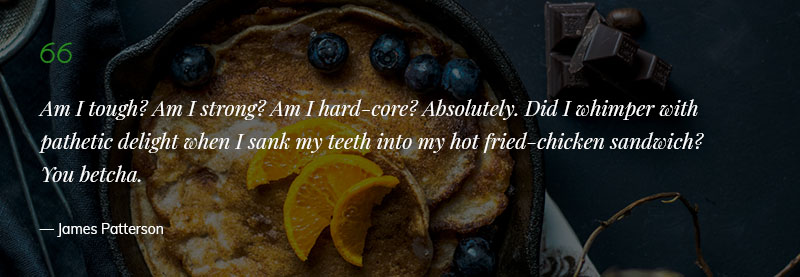 66
Am I tough? Am I strong? Am I hard-core? Absolutely. Did I whimper with
pathetic delight when I sank my teeth into my hot fried-chicken sandwich?
You betcha.
— James Patterson